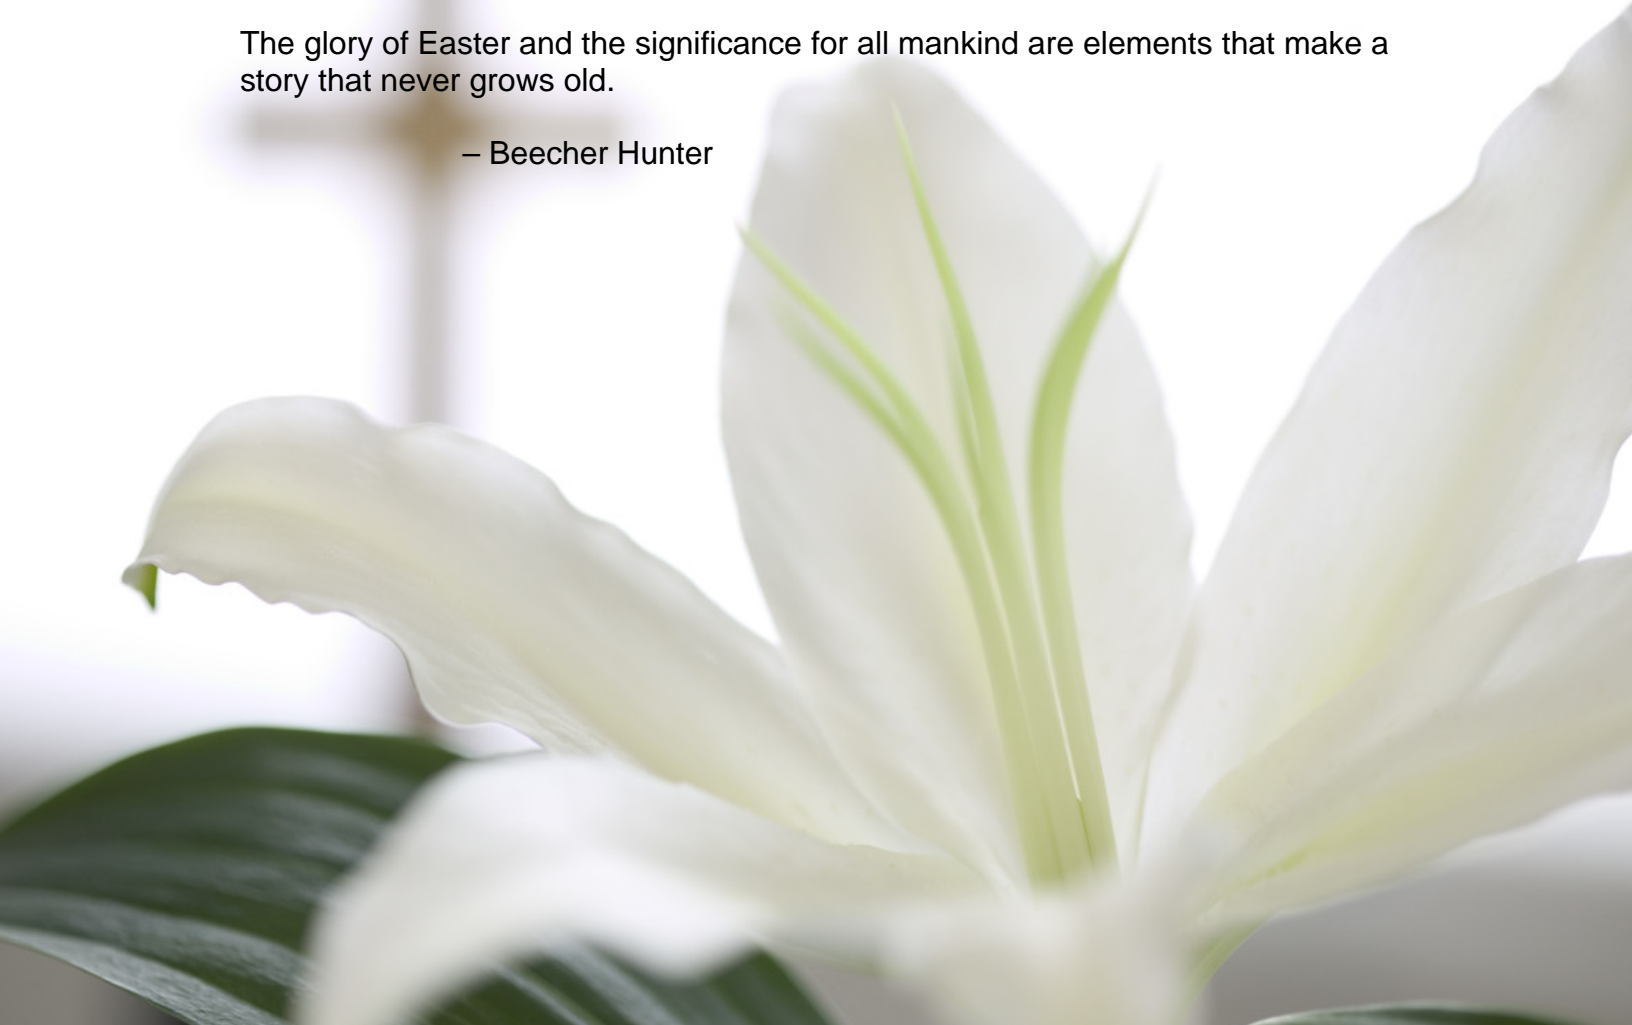 The glory of Easter and the significance for all mankind are elements that make a
story that never grows old.
– Beecher Hunter